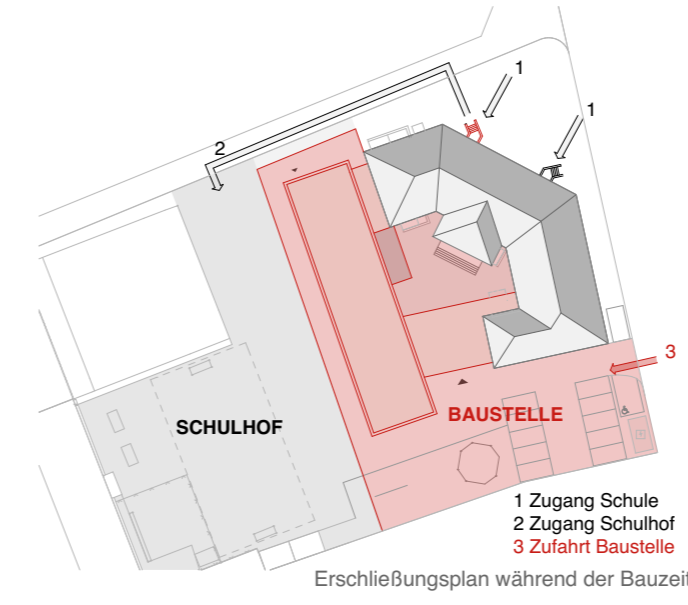 1
1
2
3
SCHULHOF
BAUSTELLE
1 Zugang Schule
2 Zugang Schulhof
3 Zufahrt Baustelle
Erschließungsplan während der Bauzeit